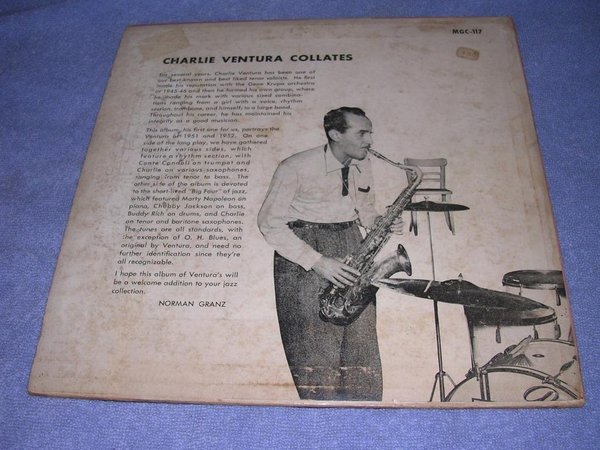 MGC-117
CHARLIE VENTURA COLLATES
For several years, Charlie Ventura has been one of
our best-known and best liked tenor soloists. He first
made his reputation with the Gene Krupa orchestra
of 1945-46 and then he formed his own group, where
he made his mark with various sized combina-
tions ranging from a girl with a voice, rhythm
section, trombone, and himself to a large band.
Throughout his career, he has maintained his
integrity as a good musician.
This album, his first one for us, portrays the
Ventura of 1951 and 1952. On one
side of the long play, we have gathered
together various sides, which
feature a rhythm section, with
Conte Candoli on trumpet and
Charlie on various saxophones,
ranging from tenor to bass. The
other side of the album is devoted
to the short-lived "Big Four" of jazz,
which featured Marty Napoleon on
piano, Chubby Jackson on bass,
Buddy Rich on drums, and Charlie
on tenor and baritone saxophones.
The tunes are all standards, with
the exception of O. H. Blues, an
original by Ventura, and need no
further identification since they're
all recognizable.
I hope this album of Ventura's will
be a welcome addition to your jazz
collection.
NORMAN GRANZ